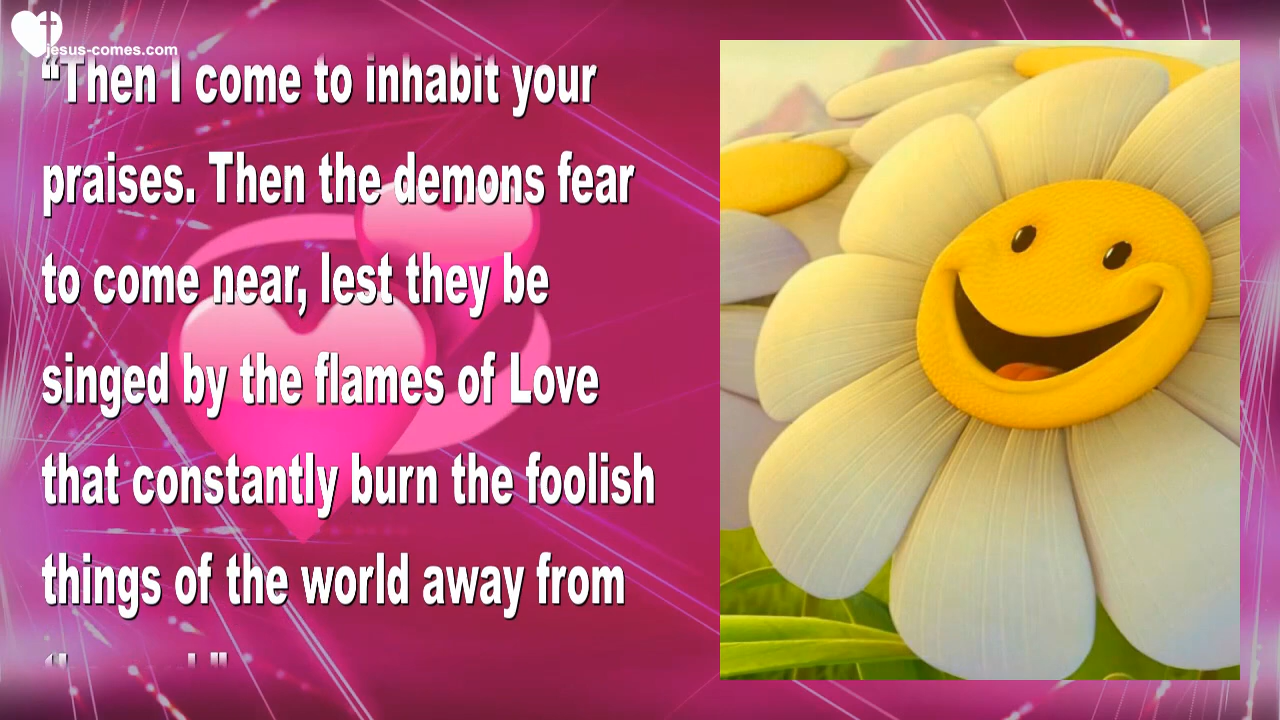 jesus-comes.com
“Then I come to inhabit your
praises. Then the demons fear
to come near, lest they be
singed by the flames of Love
that constantly burn the foolish
things of the world away from